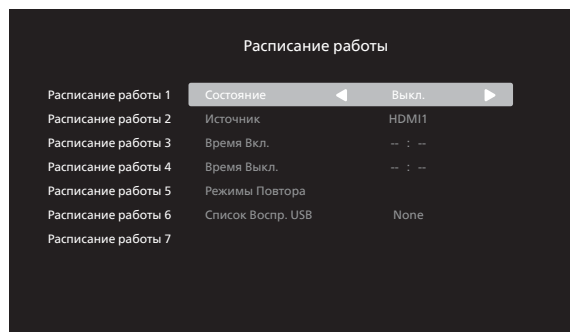 Расписание работы
Расписание работы 1 Состояние Выкл.
Расписание работы 2 Источник HDMI1
Расписание работы 3 Время Вкл. -- : --
Расписание работы 4 Время Выкл. -- : --
Расписание работы 5 Режимы Повтора
Расписание работы 6 Список Воспр. USB None
Расписание работы 7